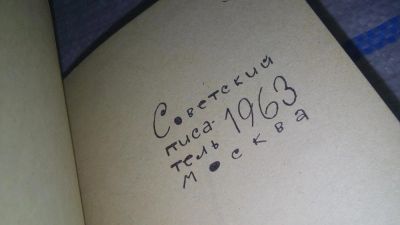 Советский
писа-
тель 1963
москва